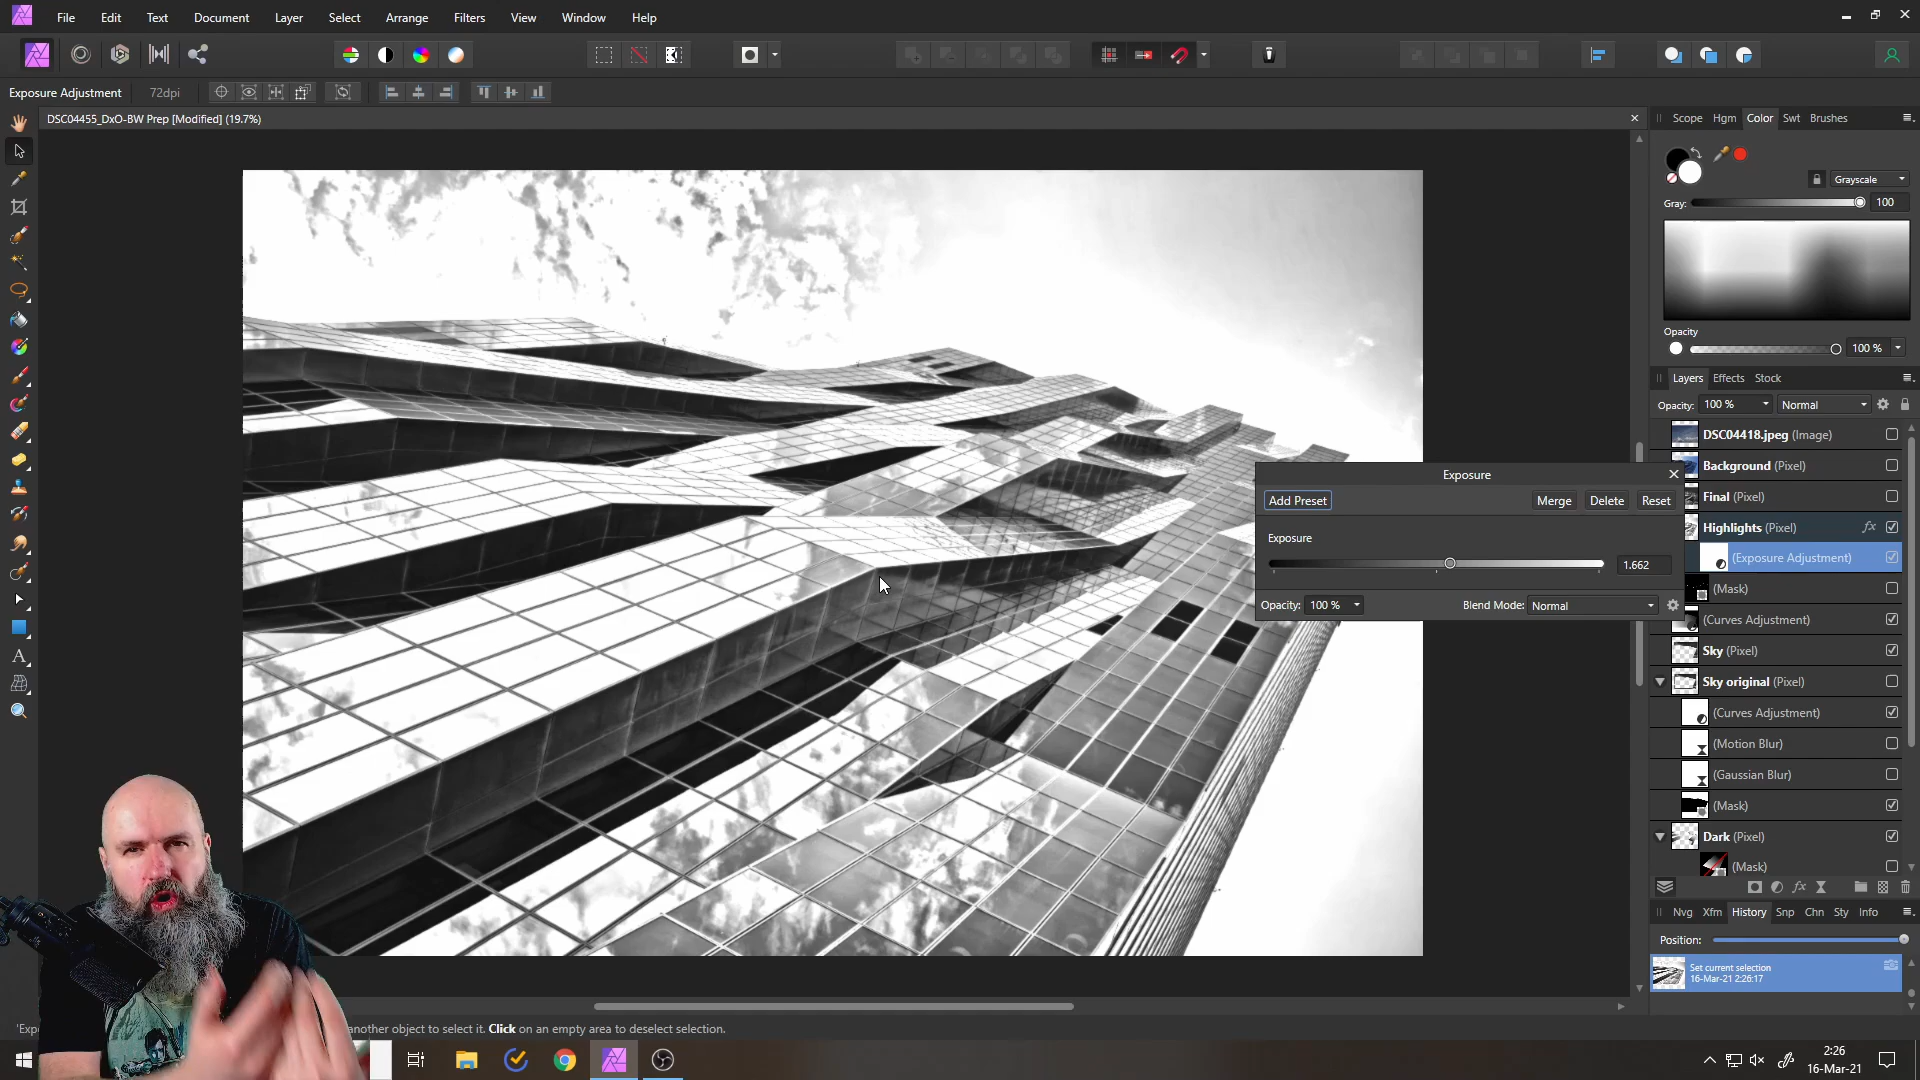 File Edit Text Document Layer Select Arrange Filters View Window Help
Exposure Adjustment 72dpi
DSC04455_DxO-BW Prep [Modified] (19.7%)
Scope Hgm Color Swt Brushes
Grayscale
Gray: 100
Opacity
100 %
Layers Effects Stock
Opacity: 100 % Normal
DSC04418.jpeg (Image)
Background (Pixel)
Final (Pixel)
Highlights (Pixel) fx
(Exposure Adjustment)
(Mask)
(Curves Adjustment)
Sky (Pixel)
Sky original (Pixel)
(Curves Adjustment)
(Motion Blur)
(Gaussian Blur)
(Mask)
Dark (Pixel)
(Mask)
fx
Exposure
Add Preset Merge Delete Reset
Exposure
1.662
Opacity: 100 % Blend Mode: Normal
Nvg Xfm History Snp Chn Sty Info
Position:
Set current selection
16-Mar-21 2:26:17
'Exp another object to select it. Click on an empty area to deselect selection.
2:26
16-Mar-21